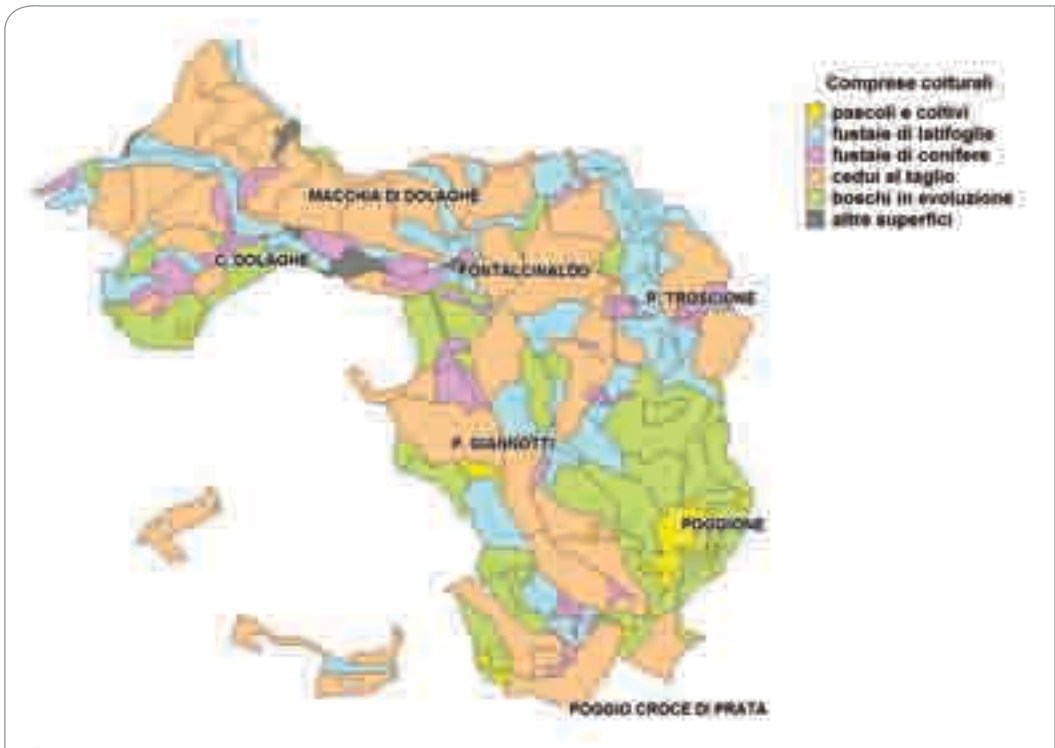 Comprese colturali
pascoli e coltivi
fustaie di latifoglie
fustaie di conifere
cedui al taglio
boschi in evoluzione
altre superfici
MACCHIA DI DOLAGHE
C. DOLAGHE
FONTALCINALDO
P. TROSCIONE
P. GIANNOTTI
POGGIONE
POGGIO CROCE DI PRATA